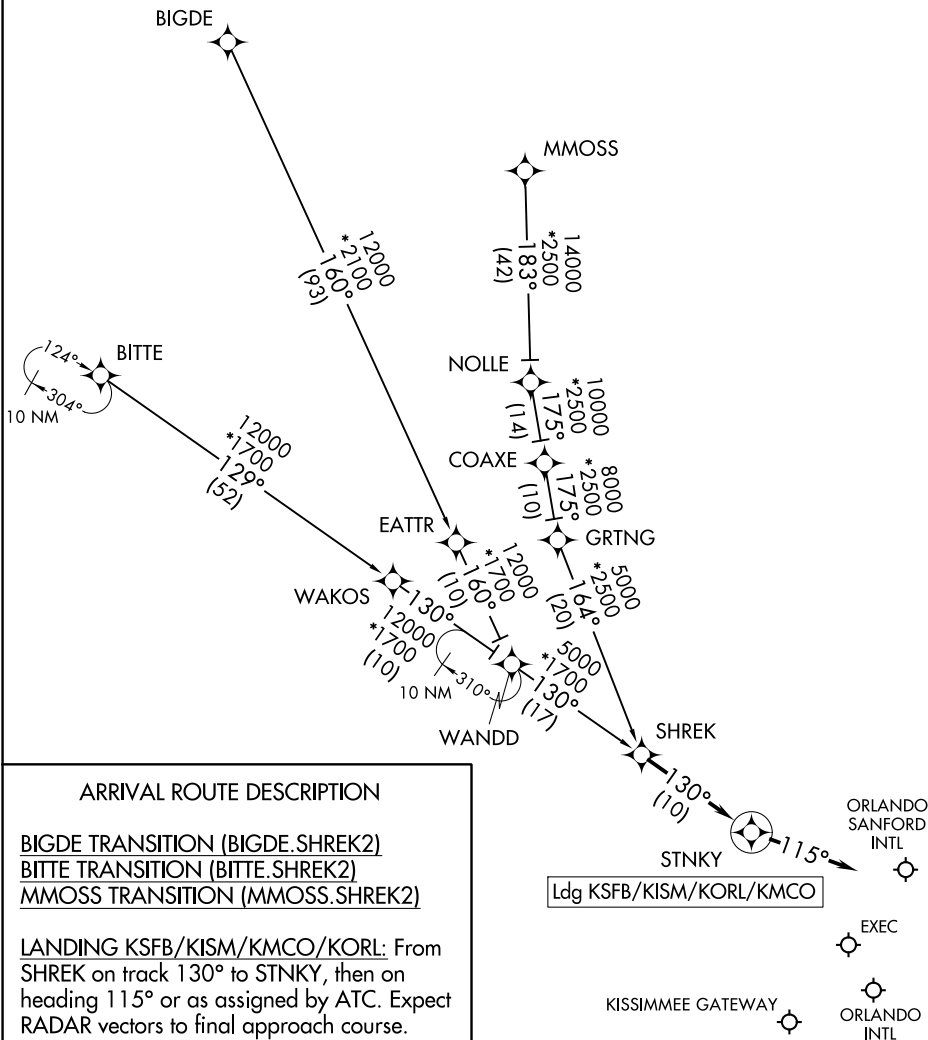 BIGDE
MMOSS
12000
*2100
160°
(93)
14000
*2500
183°
(42)
124°
BITTE
304°
10 NM
NOLLE
10000
*2500
175°
(14)
12000
*1700
129°
(52)
COAXE
8000
*2500
175°
(10)
EATTR
GRTNG
12000
*1700
160°
(10)
5000
*2500
164°
(20)
WAKOS
130°
12000
*1700
(10)
310°
10 NM
5000
*1700
130°
(17)
WANDD
SHREK
130°
(10)
STNKY
115°
Ldg KSFB/KISM/KORL/KMCO
ORLANDO
SANFORD
INTL
EXEC
KISSIMMEE GATEWAY
ORLANDO
INTL
ARRIVAL ROUTE DESCRIPTION
BIGDE TRANSITION (BIGDE.SHREK2)
BITTE TRANSITION (BITTE.SHREK2)
MMOSS TRANSITION (MMOSS.SHREK2)
LANDING KSFB/KISM/KMCO/KORL: From
SHREK on track 130° to STNKY, then on
heading 115° or as assigned by ATC. Expect
RADAR vectors to final approach course.